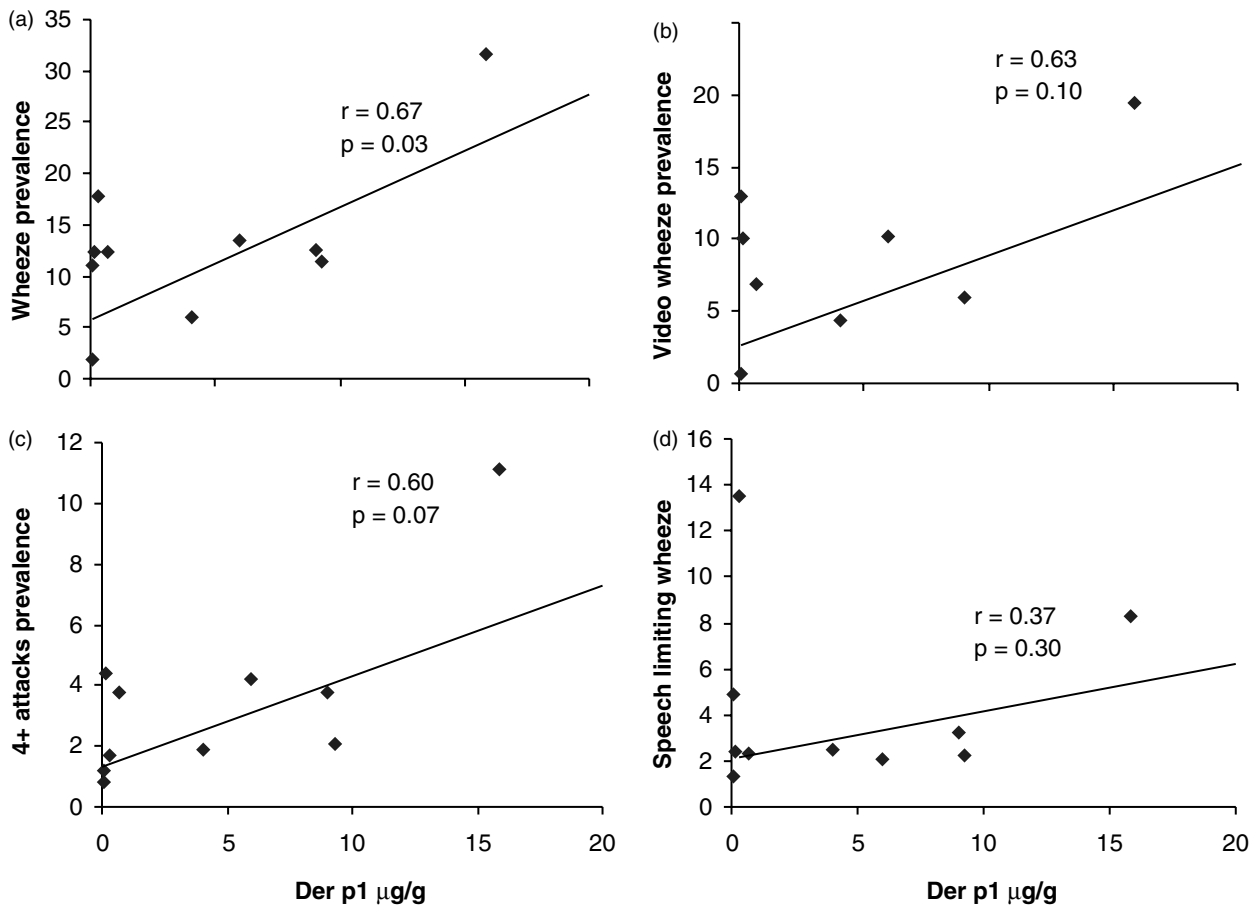 (a)
Wheeze prevalence
35
30
25
20
15
10
5
0
r = 0.67
p = 0.03
(b)
Video wheeze prevalence
20
15
10
5
0
r = 0.63
p = 0.10
(c)
4+ attacks prevalence
12
10
8
6
4
2
0
r = 0.60
p = 0.07
0 5 10 15 20
Der p1 μg/g
(d)
Speech limiting wheeze
16
14
12
10
8
6
4
2
0
r = 0.37
p = 0.30
0 5 10 15 20
Der p1 μg/g